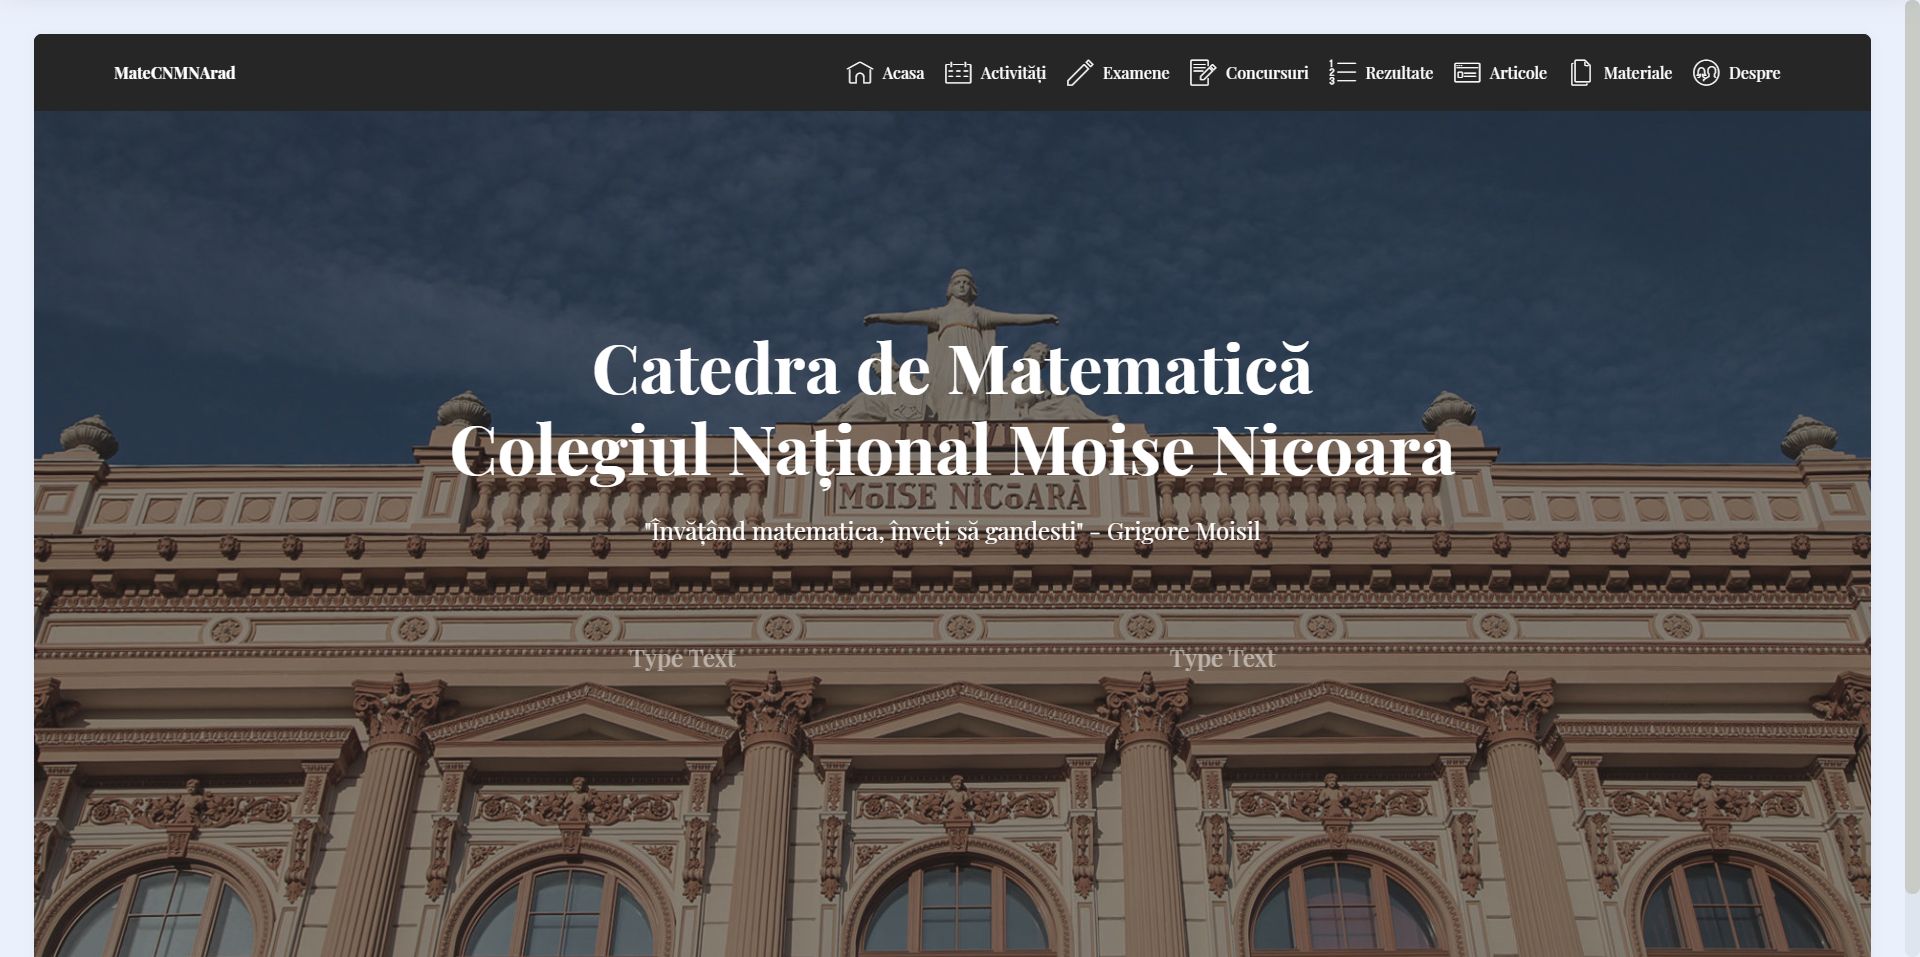 MateCNMNArad
Acasa Activități Examene Concursuri Rezultate Articole Materiale Despre
Catedra de Matematică
LICEUL
Colegiul Național Moise Nicoara
MOISE NICOARĂ
"Învățând matematica, înveți să gandesti" - Grigore Moisil
Type Text Type Text